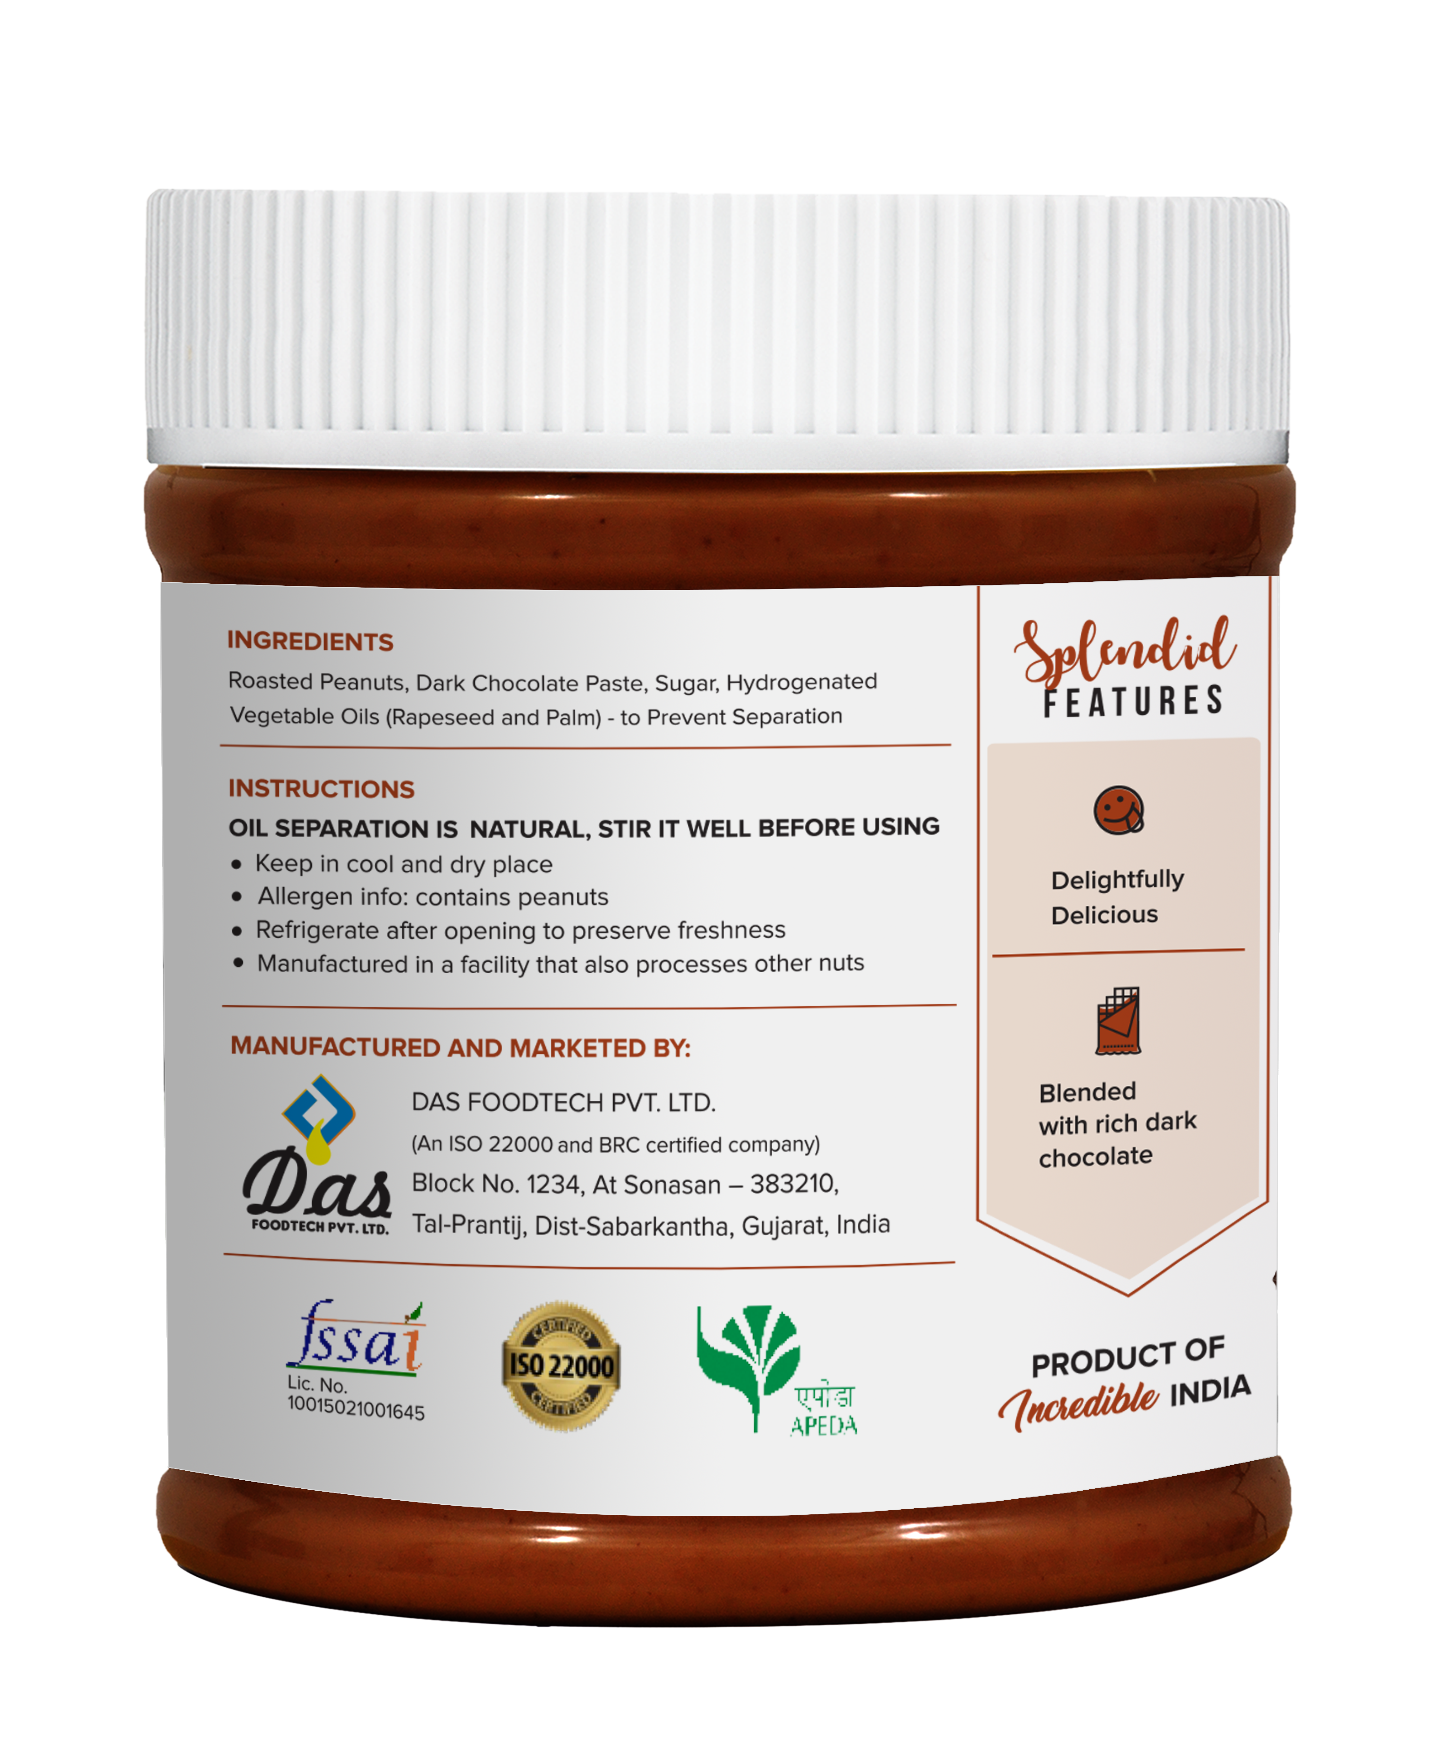 INGREDIENTS
Roasted Peanuts, Dark Chocolate Paste, Sugar, Hydrogenated
Vegetable Oils (Rapeseed and Palm) - to Prevent Separation
INSTRUCTIONS
OIL SEPARATION IS NATURAL, STIR IT WELL BEFORE USING
• Keep in cool and dry place
• Allergen info: contains peanuts
• Refrigerate after opening to preserve freshness
• Manufactured in a facility that also processes other nuts
MANUFACTURED AND MARKETED BY:
Das
FOODTECH PVT. LTD.
DAS FOODTECH PVT. LTD.
(An ISO 22000 and BRC certified company)
Block No. 1234, At Sonasan – 383210,
Tal-Prantij, Dist-Sabarkantha, Gujarat, India
fssai
Lic. No.
10015021001645
CERTIFIED
ISO 22000
CERTIFIED
एपीडा
APEDA
Splendid
FEATURES
Delightfully
Delicious
Blended
with rich dark
chocolate
PRODUCT OF
Incredible INDIA